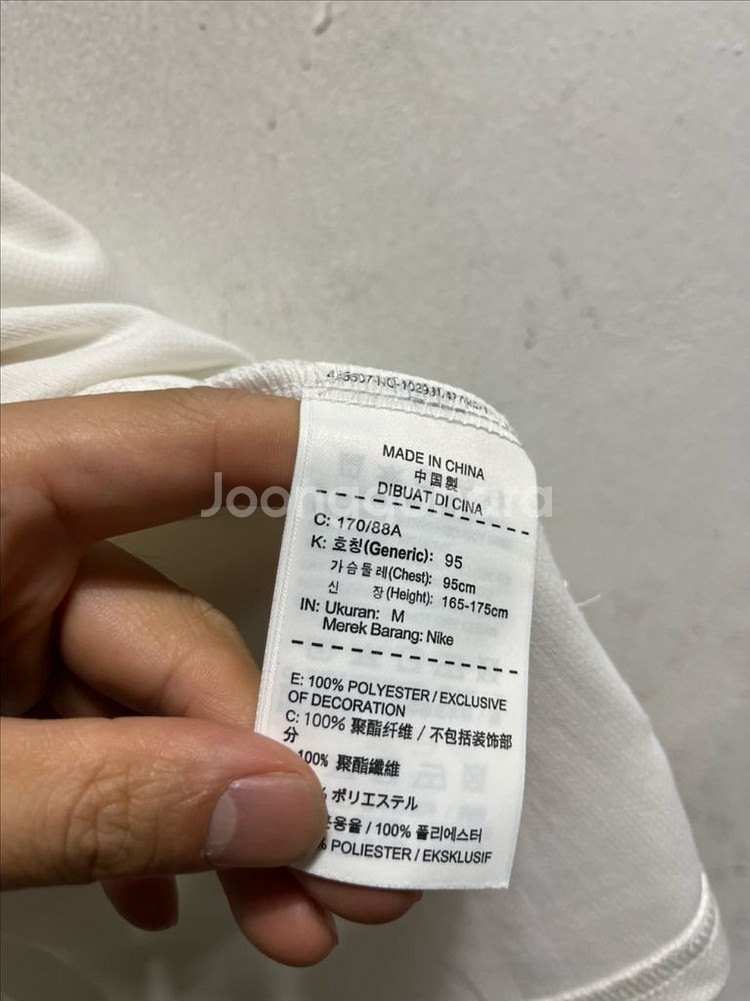 MADE IN CHINA
中国製
DIBUAT DI CINA
C: 170/88A
K: 호칭(Generic): 95
가슴둘레(Chest): 95cm
신 장(Height): 165-175cm
IN: Ukuran: M
Merek Barang: Nike
E: 100% POLYESTER / EXCLUSIVE
OF DECORATION
C: 100% 聚酯纤维 / 不包括装饰部
分
100% 聚酯纖維
% ポリエステル
혼용율 / 100% 폴리에스터
% POLIESTER / EKSKLUSIF